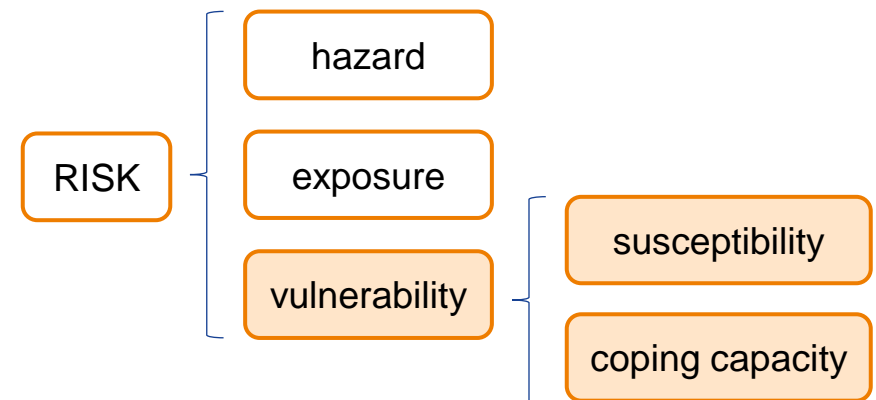 RISK
hazard
exposure
vulnerability
susceptibility
coping capacity